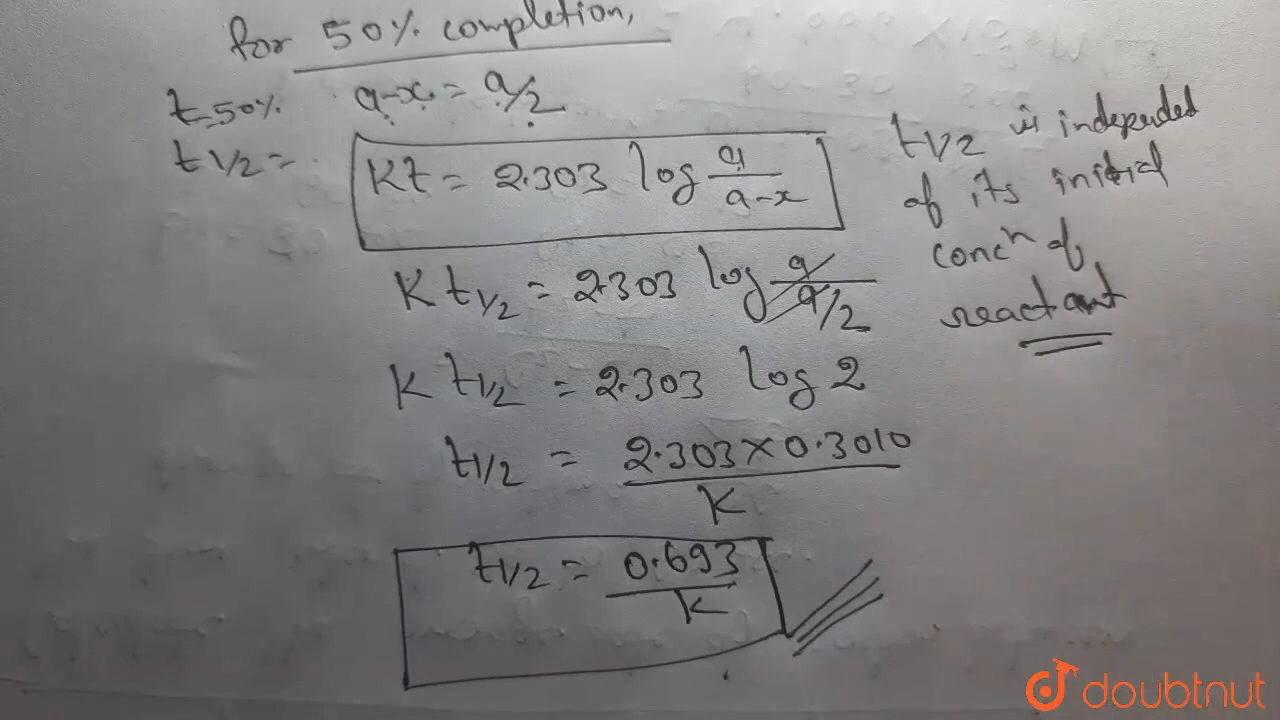 for 50% completion,
t 50% a-x = a/2
t 1/2 =
Kt = 2.303 log a/a-x
K t1/2 = 2.303 log a/a/2
K t1/2 = 2.303 log 2
t1/2 = 2.303×0.3010/K
t1/2 = 0.693/K
t1/2 is independed
of its initial
concⁿ of
reactant
doubtnut